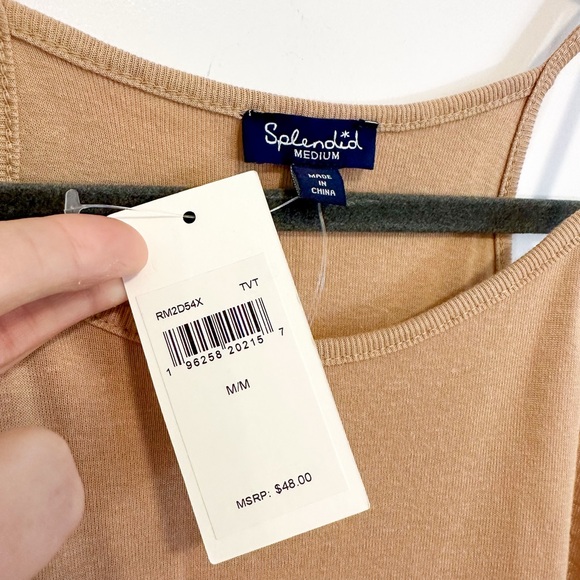 Splendid
MEDIUM
MADE
IN
CHINA
RM2D54X TVT
1 96258 20215 7
M/M
MSRP: $48.00